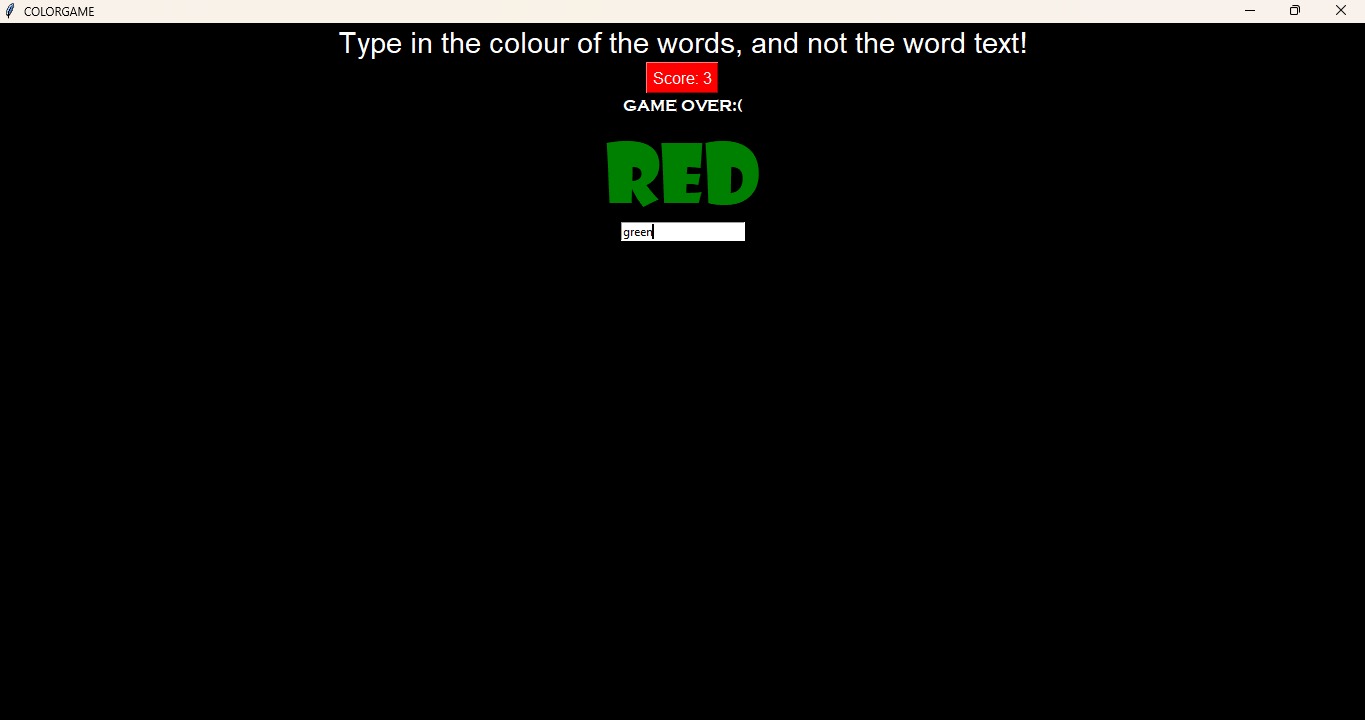 COLORGAME
Type in the colour of the words, and not the word text!
Score: 3
GAME OVER:(
RED
green